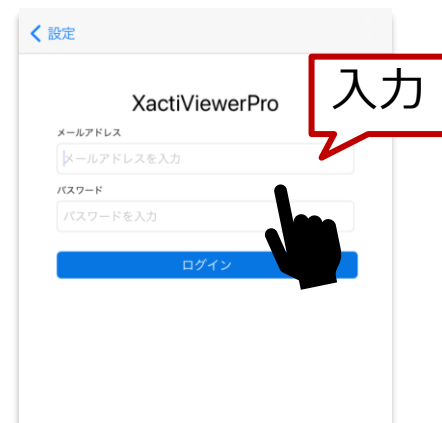 設定
入力
XactiViewerPro
メールアドレス
メールアドレスを入力
パスワード
パスワードを入力
ログイン